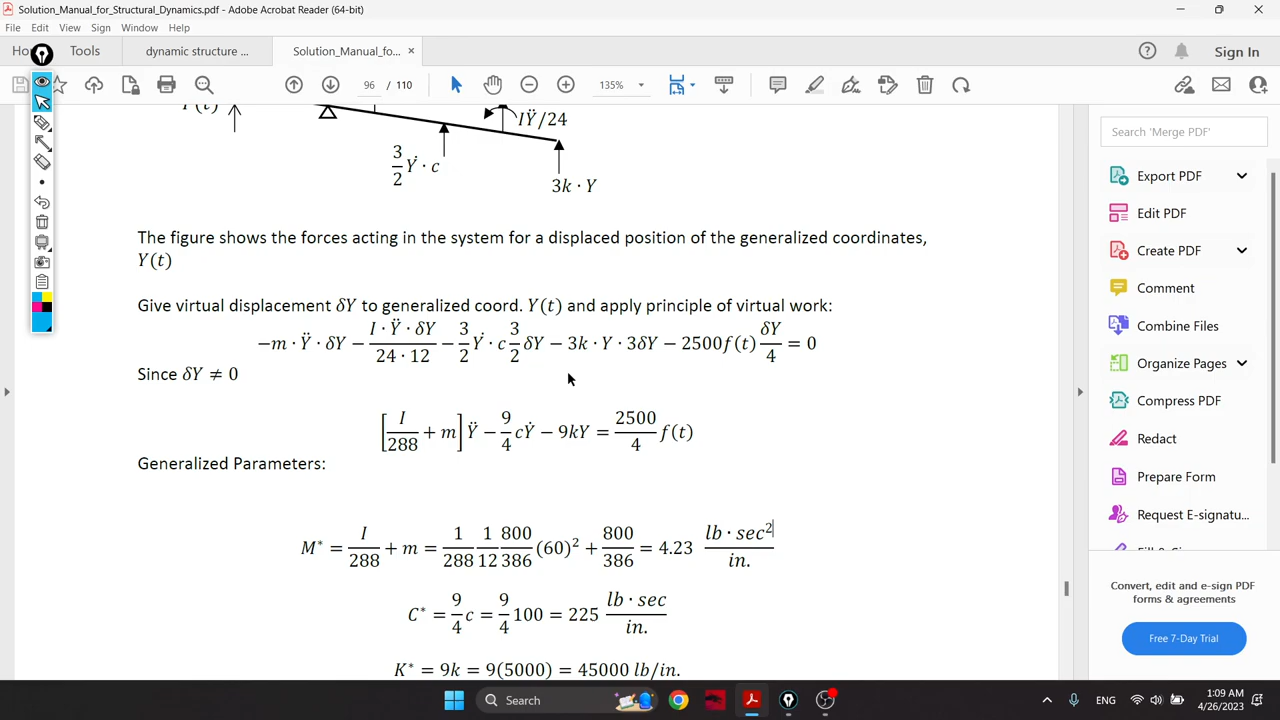 Solution_Manual_for_Structural_Dynamics.pdf - Adobe Acrobat Reader (64-bit)
File Edit View Sign Window Help
Tools dynamic structure ... Solution_Manual_fo... ×
Sign In
96 / 110 135%
Search 'Merge PDF'
IŸ/24
3/2 Ẏ · c
3k · Y
The figure shows the forces acting in the system for a displaced position of the generalized coordinates,
Y(t)
Give virtual displacement δY to generalized coord. Y(t) and apply principle of virtual work:
−m · Ÿ · δY − (I · Ÿ · δY)/(24 · 12) − 3/2 Ẏ · c 3/2 δY − 3k · Y · 3δY − 2500f(t) δY/4 = 0
Since δY ≠ 0
[I/288 + m] Ÿ − 9/4 cẎ − 9kY = 2500/4 f(t)
Generalized Parameters:
M* = I/288 + m = 1/288 1/12 800/386 (60)² + 800/386 = 4.23 lb · sec²/in.
C* = 9/4 c = 9/4 100 = 225 lb · sec/in.
K* = 9k = 9(5000) = 45000 lb/in.
Export PDF
Edit PDF
Create PDF
Comment
Combine Files
Organize Pages
Compress PDF
Redact
Prepare Form
Request E-signatu...
Convert, edit and e-sign PDF
forms & agreements
Free 7-Day Trial
Search
ENG
1:09 AM
4/26/2023